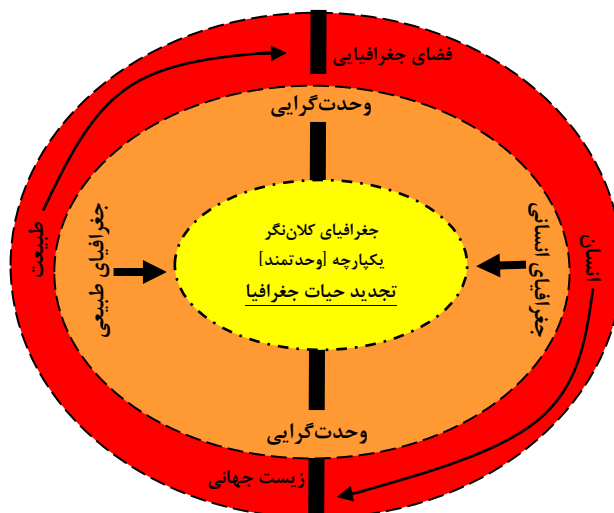 فضای جغرافیایی
وحدت‌گرایی
انسان
جغرافیای انسانی
جغرافیای کلان‌نگر
یکپارچه [وحدتمند]
تجدید حیات جغرافیا
جغرافیای طبیعی
طبیعت
وحدت‌گرایی
زیست جهانی